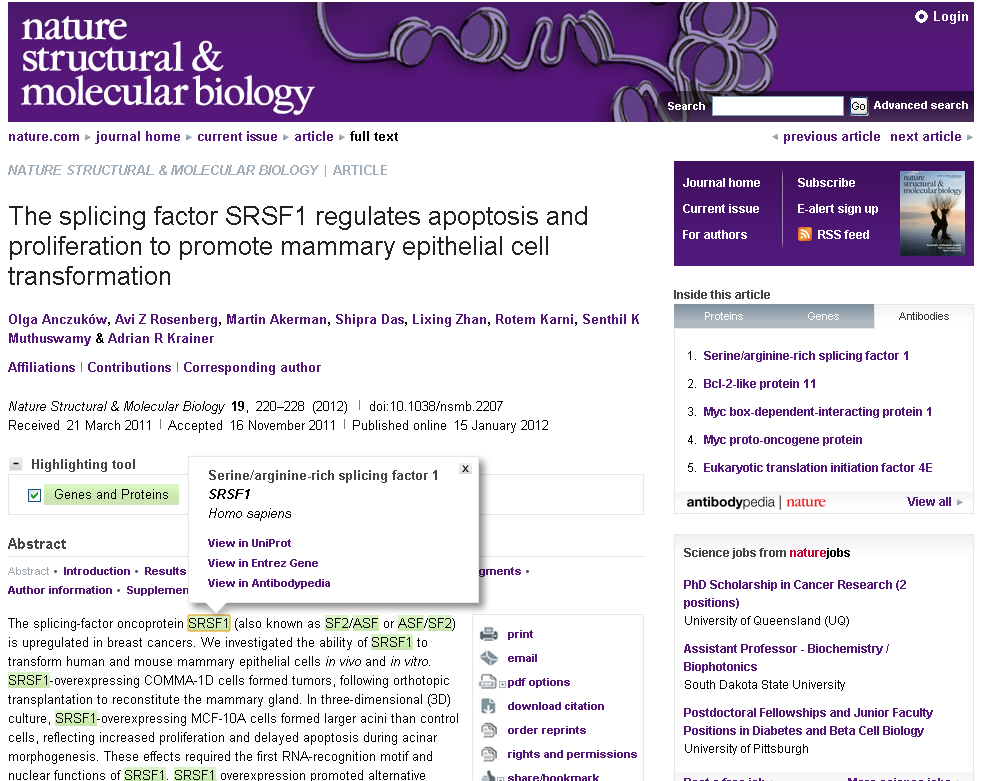 nature
structural &
molecular biology
Login
Search Go Advanced search
nature.com journal home current issue article full text
previous article next article
NATURE STRUCTURAL & MOLECULAR BIOLOGY | ARTICLE
The splicing factor SRSF1 regulates apoptosis and
proliferation to promote mammary epithelial cell
transformation
Olga Anczuków, Avi Z Rosenberg, Martin Akerman, Shipra Das, Lixing Zhan, Rotem Karni, Senthil K
Muthuswamy & Adrian R Krainer
Affiliations | Contributions | Corresponding author
Nature Structural & Molecular Biology 19, 220–228 (2012) | doi:10.1038/nsmb.2207
Received 21 March 2011 | Accepted 16 November 2011 | Published online 15 January 2012
Highlighting tool
Genes and Proteins
Serine/arginine-rich splicing factor 1 x
SRSF1
Homo sapiens
View in UniProt
View in Entrez Gene
View in Antibodypedia
Abstract
Abstract • Introduction • Results gments •
Author information • Supplemen
The splicing-factor oncoprotein SRSF1 (also known as SF2/ASF or ASF/SF2)
is upregulated in breast cancers. We investigated the ability of SRSF1 to
transform human and mouse mammary epithelial cells in vivo and in vitro.
SRSF1-overexpressing COMMA-1D cells formed tumors, following orthotopic
transplantation to reconstitute the mammary gland. In three-dimensional (3D)
culture, SRSF1-overexpressing MCF-10A cells formed larger acini than control
cells, reflecting increased proliferation and delayed apoptosis during acinar
morphogenesis. These effects required the first RNA-recognition motif and
nuclear functions of SRSF1. SRSF1 overexpression promoted alternative
print
email
pdf options
download citation
order reprints
rights and permissions
share/bookmark
Journal home
Current issue
For authors
Subscribe
E-alert sign up
RSS feed
nature
structural &
molecular biology
Inside this article
Proteins Genes Antibodies
1. Serine/arginine-rich splicing factor 1
2. Bcl-2-like protein 11
3. Myc box-dependent-interacting protein 1
4. Myc proto-oncogene protein
5. Eukaryotic translation initiation factor 4E
antibodypedia | nature View all
Science jobs from naturejobs
PhD Scholarship in Cancer Research (2
positions)
University of Queensland (UQ)
Assistant Professor - Biochemistry /
Biophotonics
South Dakota State University
Postdoctoral Fellowships and Junior Faculty
Positions in Diabetes and Beta Cell Biology
University of Pittsburgh
Post a free job More science jobs